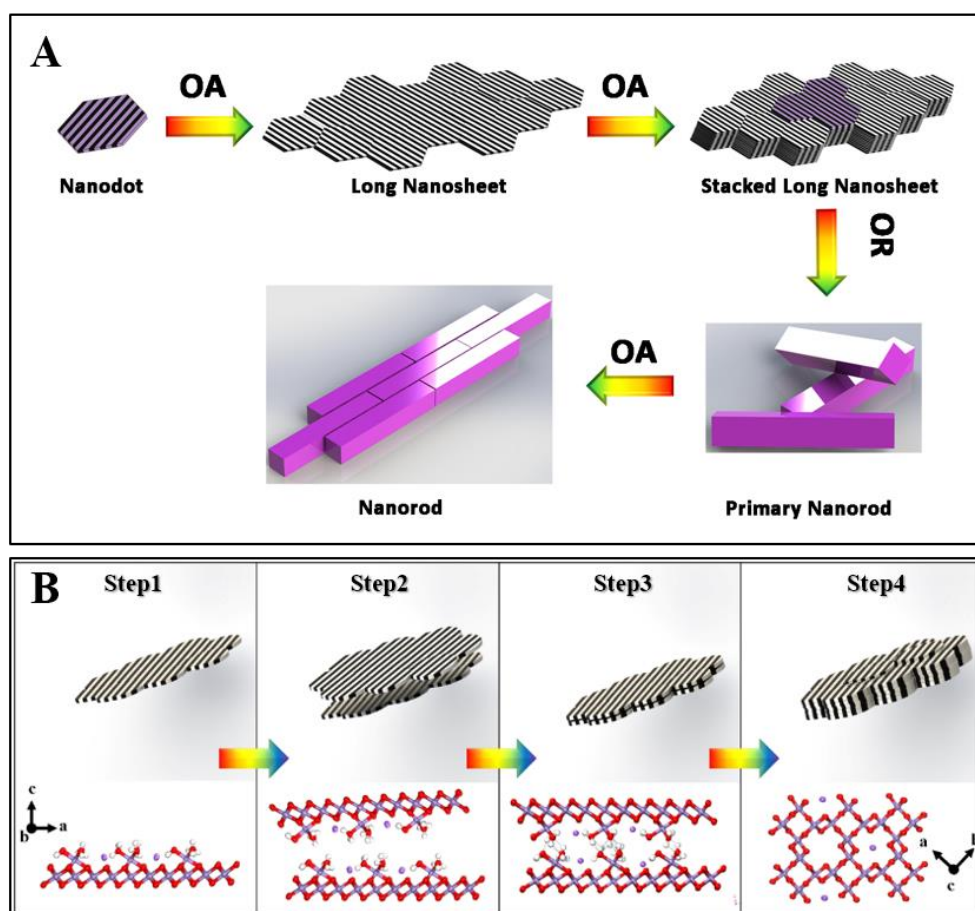 A
OA
OA
Nanodot
Long Nanosheet
Stacked Long Nanosheet
OR
OA
Nanorod
Primary Nanorod
B
Step1
Step2
Step3
Step4
c
b
a
a
b
c